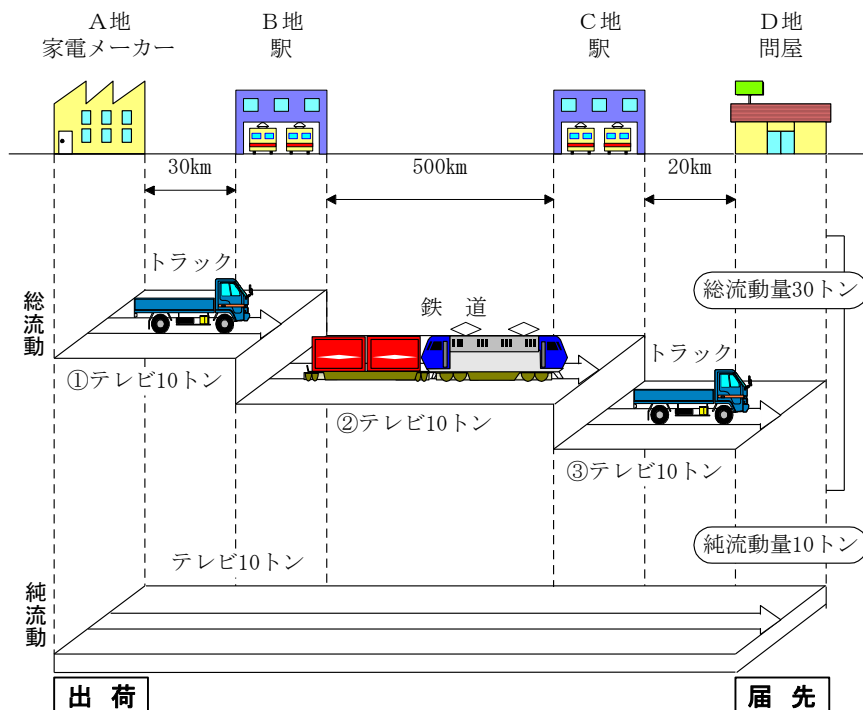 A地
家電メーカー
B地
駅
C地
駅
D地
問屋
30km
500km
20km
総流動
トラック
鉄 道
トラック
総流動量30トン
①テレビ10トン
②テレビ10トン
③テレビ10トン
純流動量10トン
純流動
テレビ10トン
出 荷
届 先